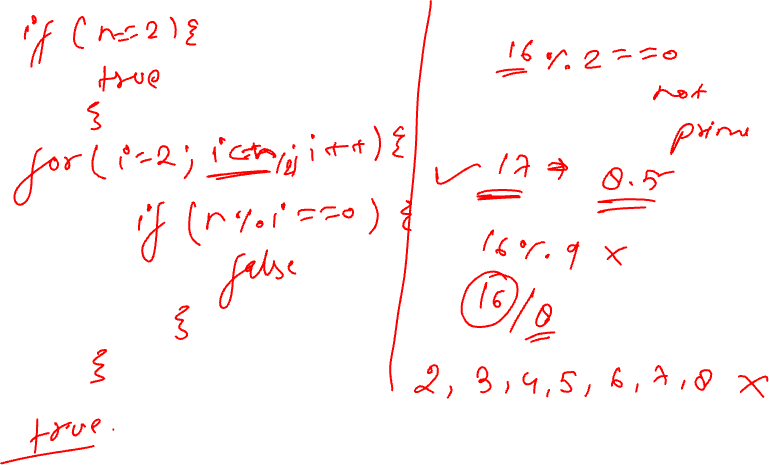 if (n==2){
true
}
for(i=2; i<=n/2; i++){
if (n%i==0){
false
}
}
true.
16 % 2==0
not
prime
✓ 17 ⇒ 8.5
16 % 9 ×
16/8
2, 3, 4, 5, 6, 7, 8 ×